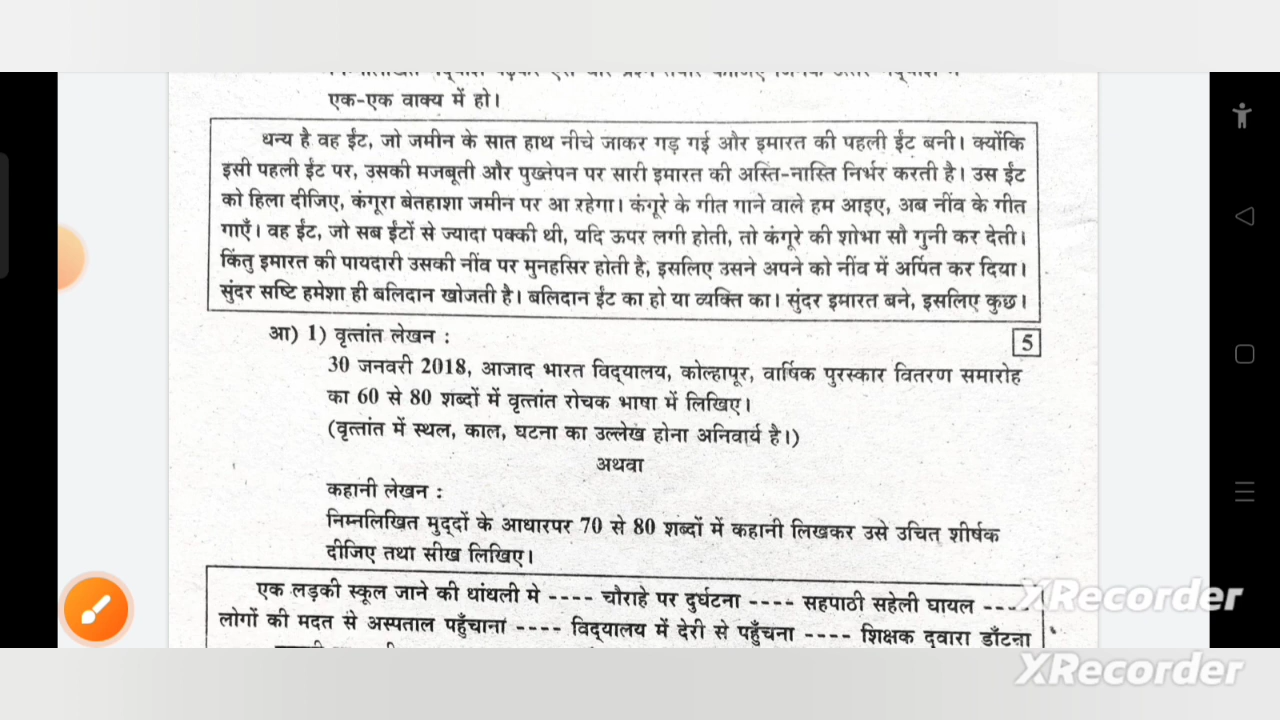 एक-एक वाक्य में हो।
धन्य है वह ईंट, जो जमीन के सात हाथ नीचे जाकर गड़ गई और इमारत की पहली ईंट बनी। क्योंकि
इसी पहली ईंट पर, उसकी मजबूती और पुख्तेपन पर सारी इमारत की अस्ति-नास्ति निर्भर करती है। उस ईंट
को हिला दीजिए, कंगूरा बेतहाशा जमीन पर आ रहेगा। कंगूरे के गीत गाने वाले हम आइए, अब नींव के गीत
गाएँ। वह ईंट, जो सब ईंटों से ज्यादा पक्की थी, यदि ऊपर लगी होती, तो कंगूरे की शोभा सौ गुनी कर देती।
किंतु इमारत की पायदारी उसकी नींव पर मुनहसिर होती है, इसलिए उसने अपने को नींव में अर्पित कर दिया।
सुंदर सष्टि हमेशा ही बलिदान खोजती है। बलिदान ईंट का हो या व्यक्ति का। सुंदर इमारत बने, इसलिए कुछ।
आ) 1) वृत्तांत लेखन : 5
30 जनवरी 2018, आजाद भारत विद्यालय, कोल्हापूर, वार्षिक पुरस्कार वितरण समारोह
का 60 से 80 शब्दों में वृत्तांत रोचक भाषा में लिखिए।
(वृत्तांत में स्थल, काल, घटना का उल्लेख होना अनिवार्य है।)
अथवा
कहानी लेखन :
निम्नलिखित मुद्दों के आधारपर 70 से 80 शब्दों में कहानी लिखकर उसे उचित शीर्षक
दीजिए तथा सीख लिखिए।
एक लड़की स्कूल जाने की धांधली मे ---- चौराहे पर दुर्घटना ---- सहपाठी सहेली घायल ----
लोगों की मदत से अस्पताल पहुँचाना ---- विद्यालय में देरी से पहुँचना ---- शिक्षक द्वारा डाँटना
XRecorder
XRecorder